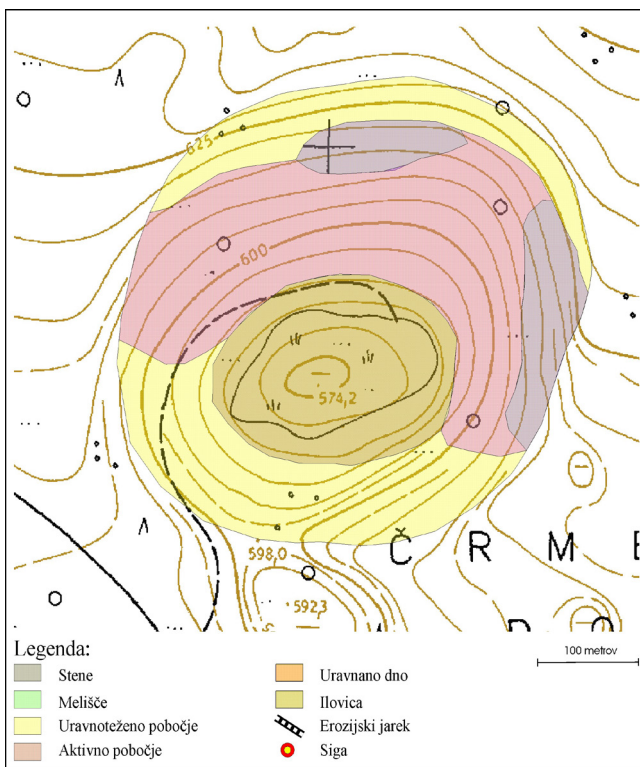 625
600
574,2
598,0
Č R M
592,3
100 metrov
Legenda:
Stene
Melišče
Uravnoteženo pobočje
Aktivno pobočje
Uravnano dno
Ilovica
Erozijski jarek
Siga